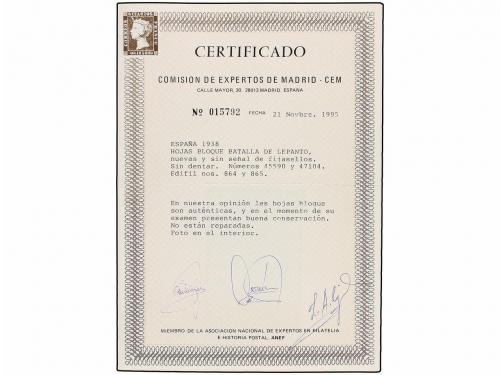 CERTIFICADO
COMISION DE EXPERTOS DE MADRID - CEM
CALLE MAYOR, 20. 28013 MADRID, ESPAÑA
Nº 015792 FECHA 21 Novbre. 1995
ESPAÑA 1938
HOJAS BLOQUE BATALLA DE LEPANTO,
nuevas y sin señal de fijasellos.
Sin dentar. Números 45590 y 47104.
Edifil nos. 864 y 865.
En nuestra opinión las hojas bloque
son auténticas, y en el momento de su
examen presentan buena conservación.
No están reparadas.
Foto en el interior.
MIEMBRO DE LA ASOCIACION NACIONAL DE EXPERTOS EN FILATELIA
E HISTORIA POSTAL. ANEF